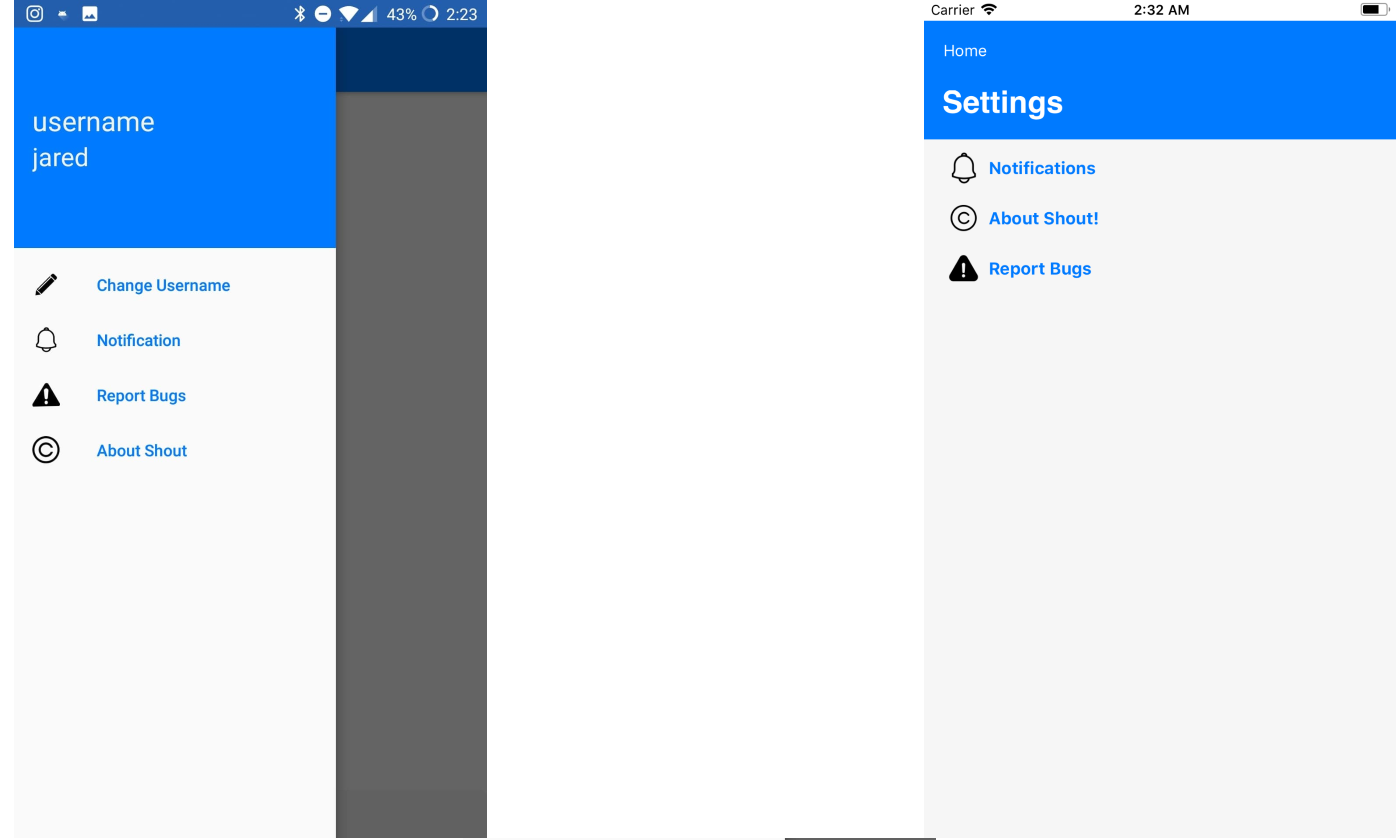 43% 2:23
username
jared
Change Username
Notification
Report Bugs
About Shout
Carrier 2:32 AM
Home
Settings
Notifications
About Shout!
Report Bugs